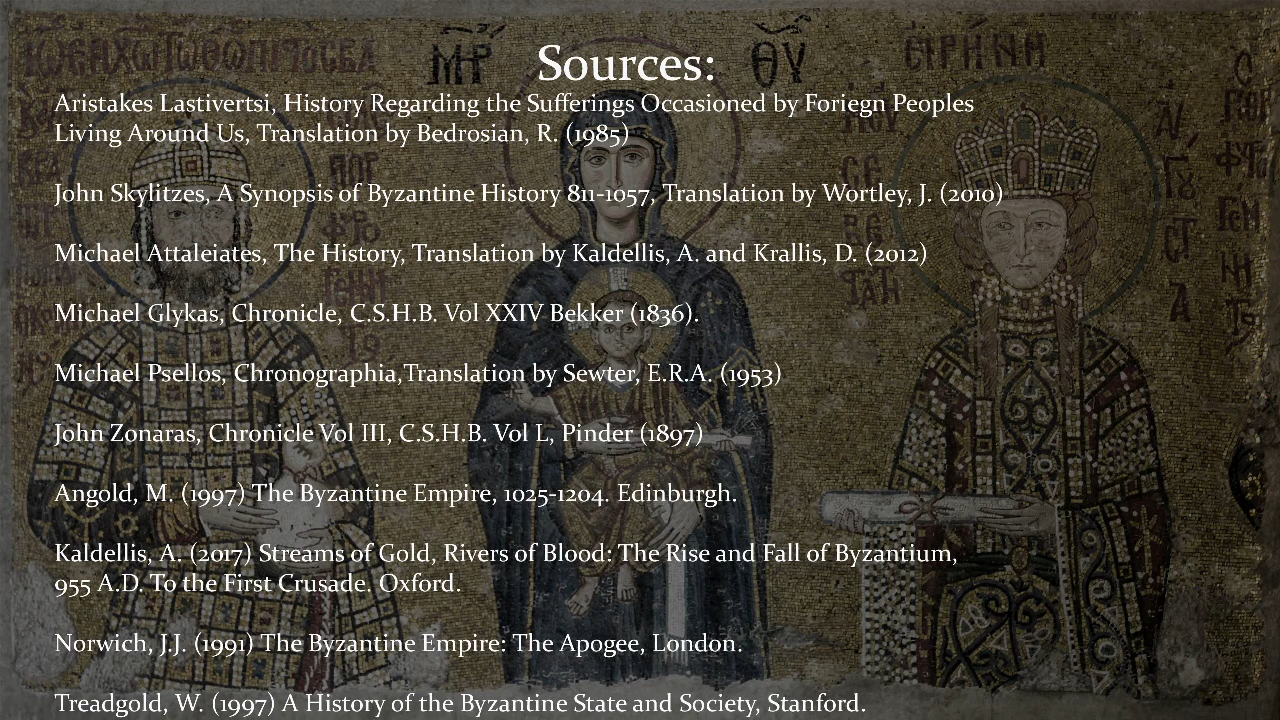 ΜΡ
ΘΥ
Sources:
Aristakes Lastivertsi, History Regarding the Sufferings Occasioned by Foriegn Peoples
Living Around Us, Translation by Bedrosian, R. (1985)
John Skylitzes, A Synopsis of Byzantine History 811-1057, Translation by Wortley, J. (2010)
Michael Attaleiates, The History, Translation by Kaldellis, A. and Krallis, D. (2012)
Michael Glykas, Chronicle, C.S.H.B. Vol XXIV Bekker (1836).
Michael Psellos, Chronographia,Translation by Sewter, E.R.A. (1953)
John Zonaras, Chronicle Vol III, C.S.H.B. Vol L, Pinder (1897)
Angold, M. (1997) The Byzantine Empire, 1025-1204. Edinburgh.
Kaldellis, A. (2017) Streams of Gold, Rivers of Blood: The Rise and Fall of Byzantium,
955 A.D. To the First Crusade. Oxford.
Norwich, J.J. (1991) The Byzantine Empire: The Apogee, London.
Treadgold, W. (1997) A History of the Byzantine State and Society, Stanford.